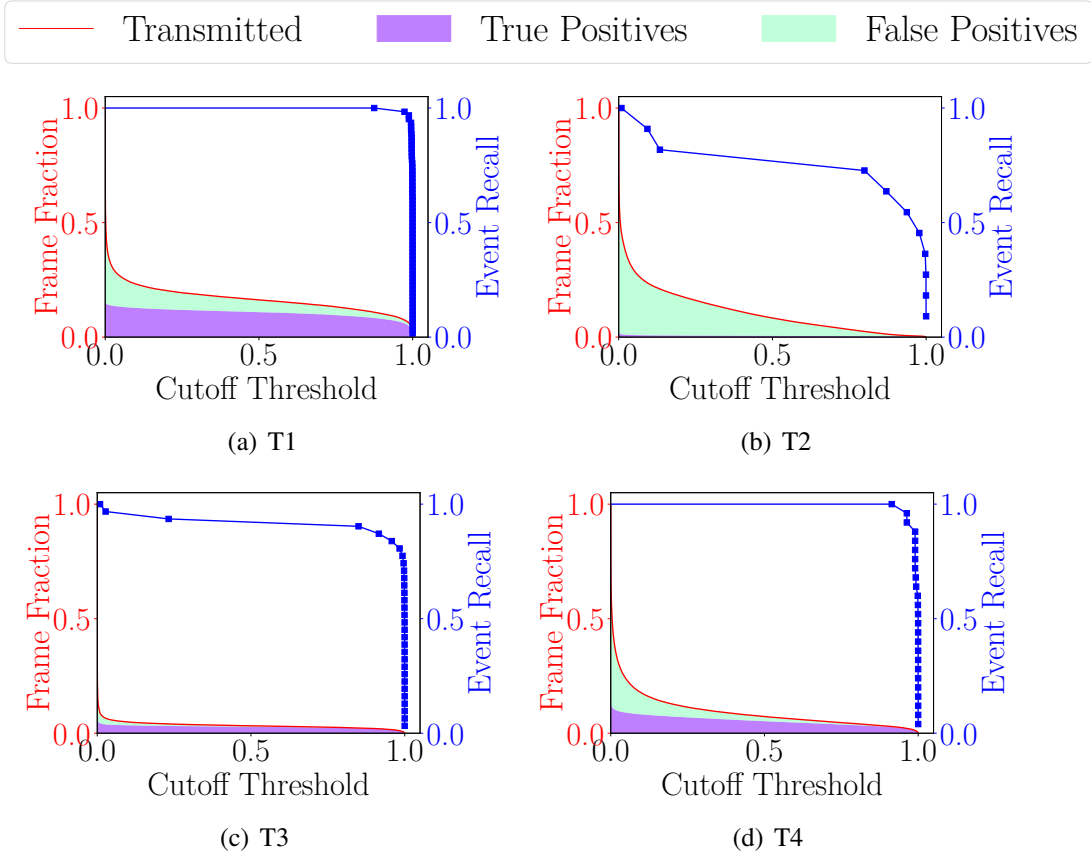 Transmitted True Positives False Positives
1.0 1.0 1.0 1.0
Frame Fraction Event Recall Frame Fraction Event Recall
0.5 0.5 0.5 0.5
0.0 0.0 0.0 0.0
0.0 0.5 1.0 0.0 0.5 1.0
Cutoff Threshold Cutoff Threshold
(a) T1 (b) T2
1.0 1.0 1.0 1.0
Frame Fraction Event Recall Frame Fraction Event Recall
0.5 0.5 0.5 0.5
0.0 0.0 0.0 0.0
0.0 0.5 1.0 0.0 0.5 1.0
Cutoff Threshold Cutoff Threshold
(c) T3 (d) T4